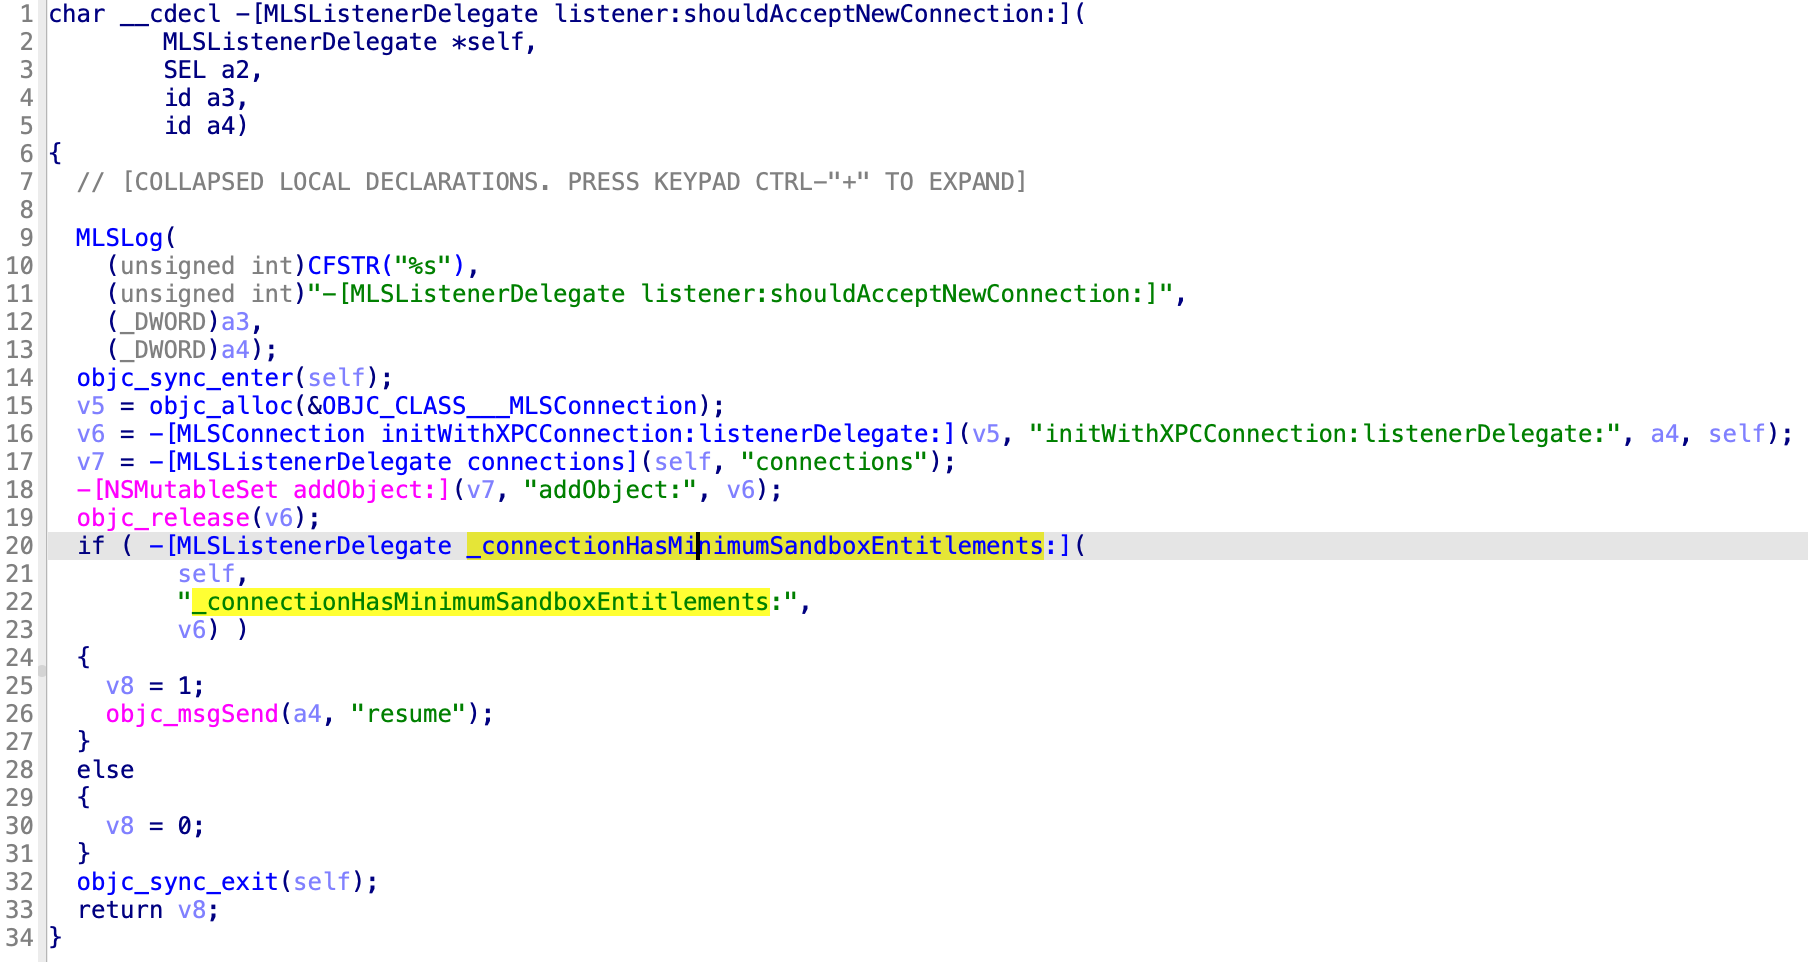 1 char __cdecl -[MLSListenerDelegate listener:shouldAcceptNewConnection:](
2         MLSListenerDelegate *self,
3         SEL a2,
4         id a3,
5         id a4)
6 {
7   // [COLLAPSED LOCAL DECLARATIONS. PRESS KEYPAD CTRL-"+" TO EXPAND]
8
9   MLSLog(
10     (unsigned int)CFSTR("%s"),
11     (unsigned int)"-[MLSListenerDelegate listener:shouldAcceptNewConnection:]",
12     (_DWORD)a3,
13     (_DWORD)a4);
14   objc_sync_enter(self);
15   v5 = objc_alloc(&OBJC_CLASS___MLSConnection);
16   v6 = -[MLSConnection initWithXPCConnection:listenerDelegate:](v5, "initWithXPCConnection:listenerDelegate:", a4, self);
17   v7 = -[MLSListenerDelegate connections](self, "connections");
18   -[NSMutableSet addObject:](v7, "addObject:", v6);
19   objc_release(v6);
20   if ( -[MLSListenerDelegate _connectionHasMinimumSandboxEntitlements:](
21          self,
22          "_connectionHasMinimumSandboxEntitlements:",
23          v6) )
24   {
25     v8 = 1;
26     objc_msgSend(a4, "resume");
27   }
28   else
29   {
30     v8 = 0;
31   }
32   objc_sync_exit(self);
33   return v8;
34 }